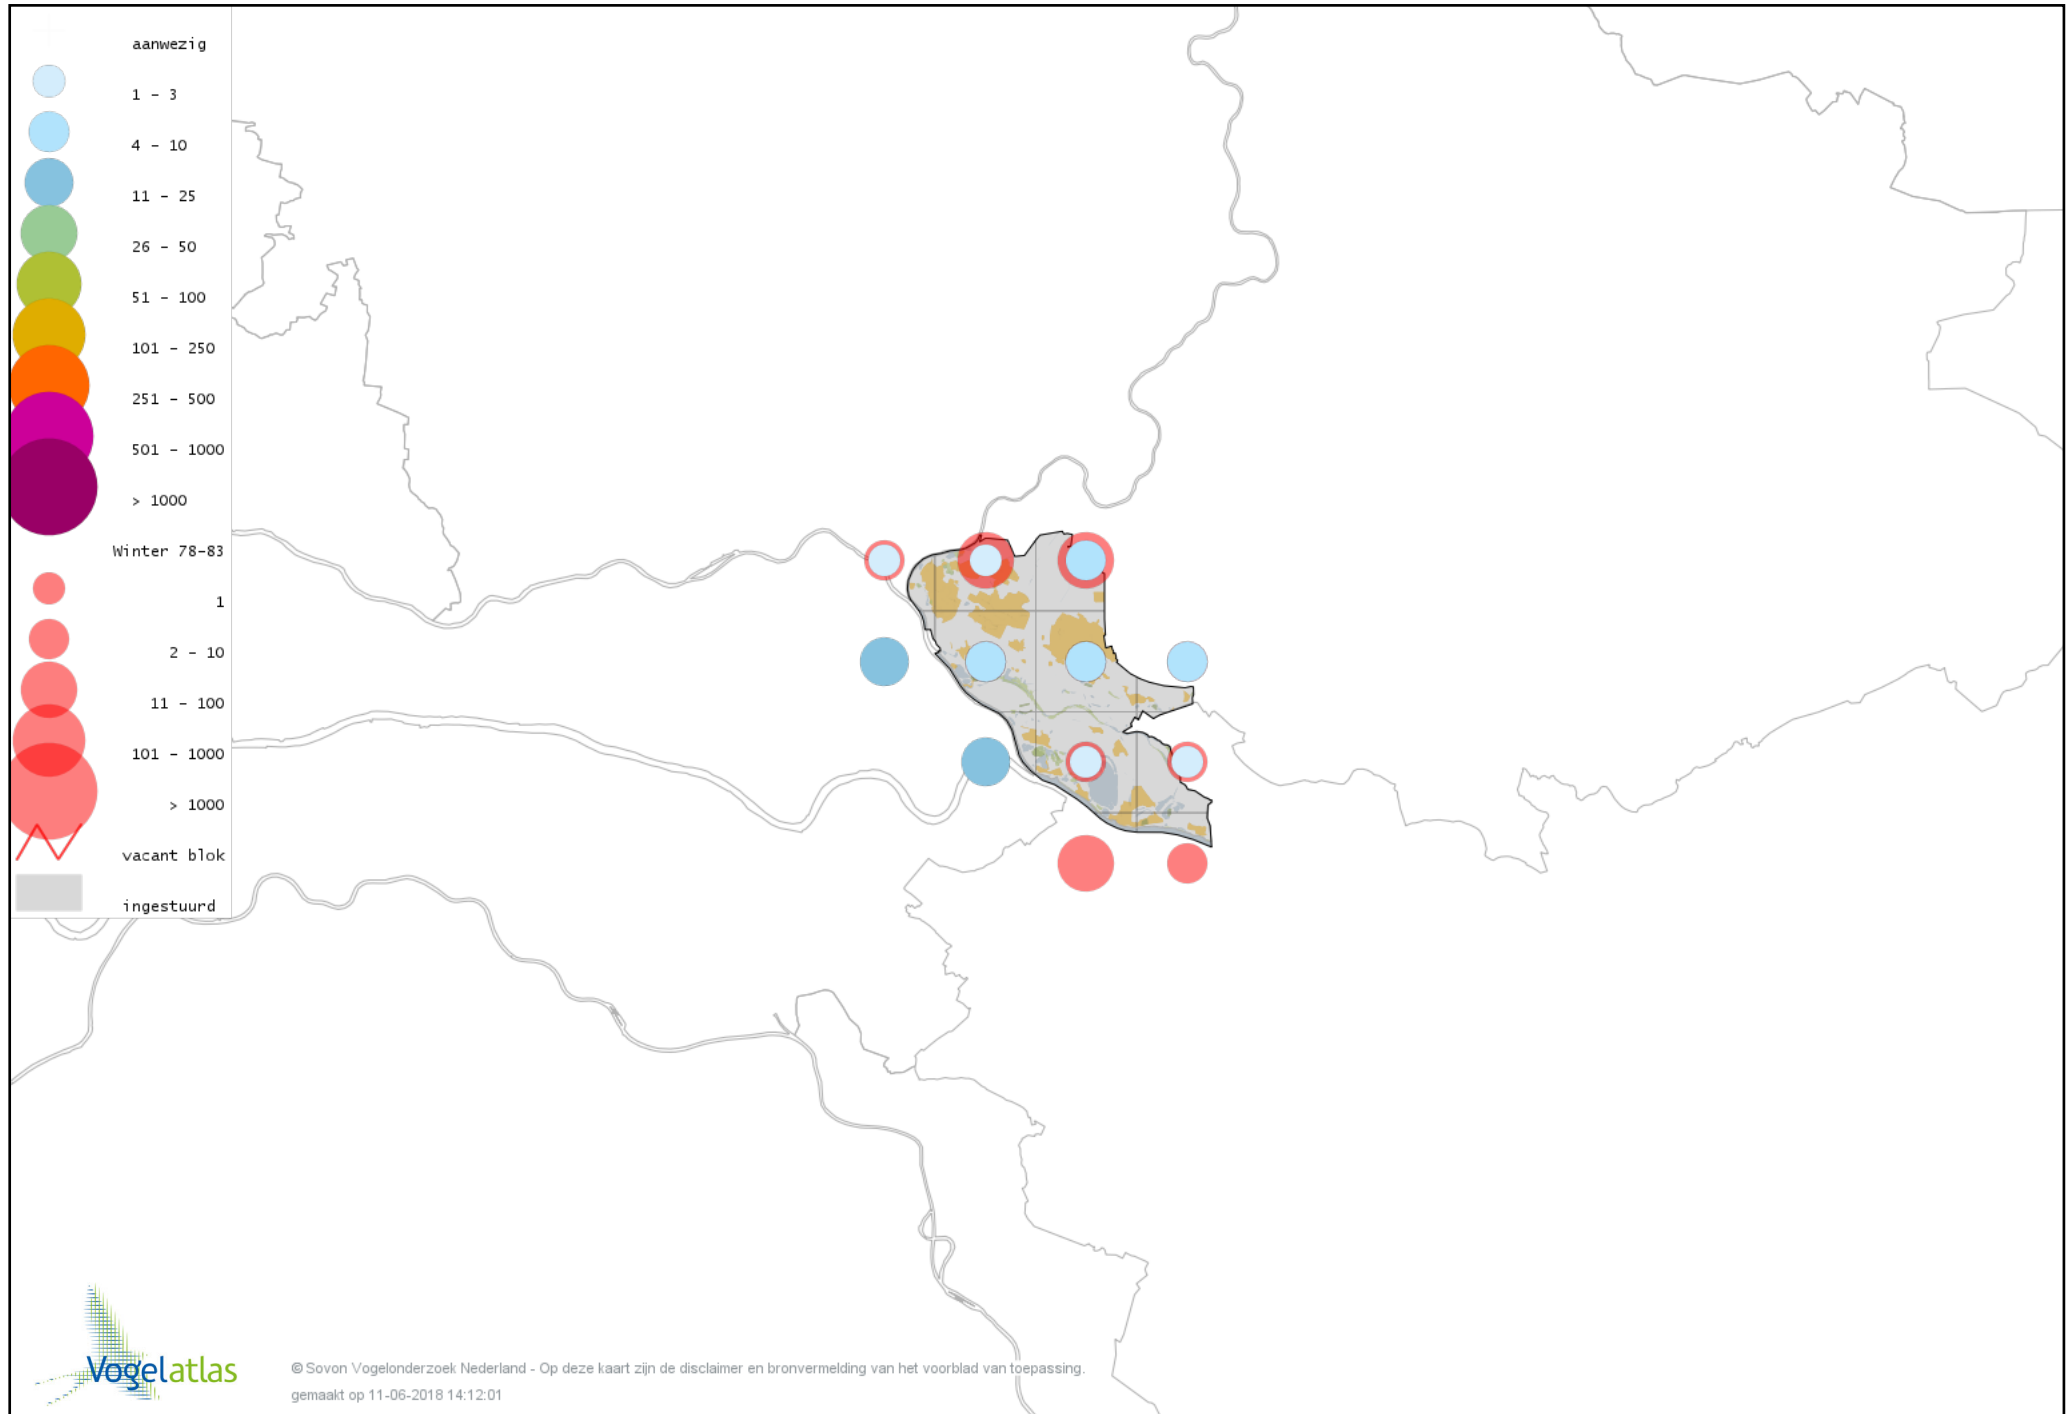 aanwezig
1 - 3
4 - 10
11 - 25
26 - 50
51 - 100
101 - 250
251 - 500
501 - 1000
> 1000
Winter 78-83
1
2 - 10
11 - 100
101 - 1000
> 1000
vacant blok
ingestuurd
Vogelatlas
© Sovon Vogelonderzoek Nederland - Op deze kaart zijn de disclaimer en bronvermelding van het voorblad van toepassing.
gemaakt op 11-06-2018 14:12:01